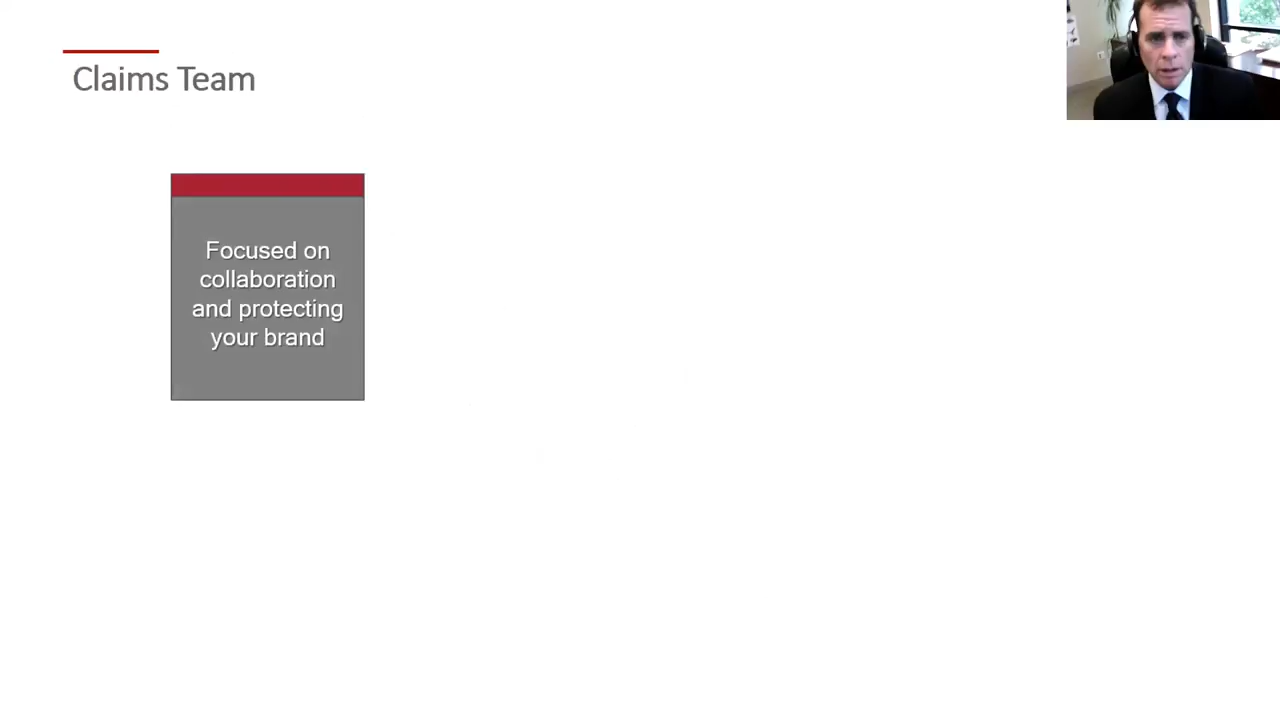 Claims Team
Focused on
collaboration
and protecting
your brand